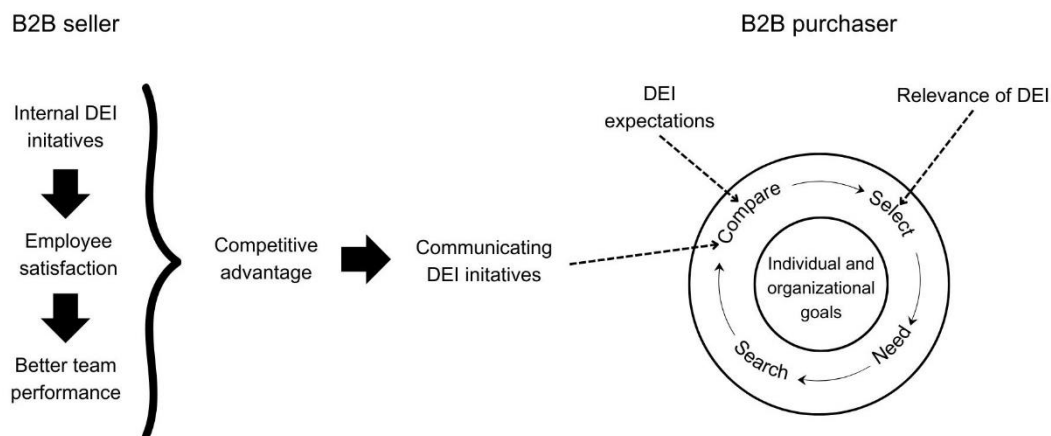 B2B seller
B2B purchaser
Internal DEI
initatives
Employee
satisfaction
Better team
performance
Competitive
advantage
Communicating
DEI initatives
DEI
expectations
Relevance of DEI
Compare
Select
Need
Search
Individual and
organizational
goals